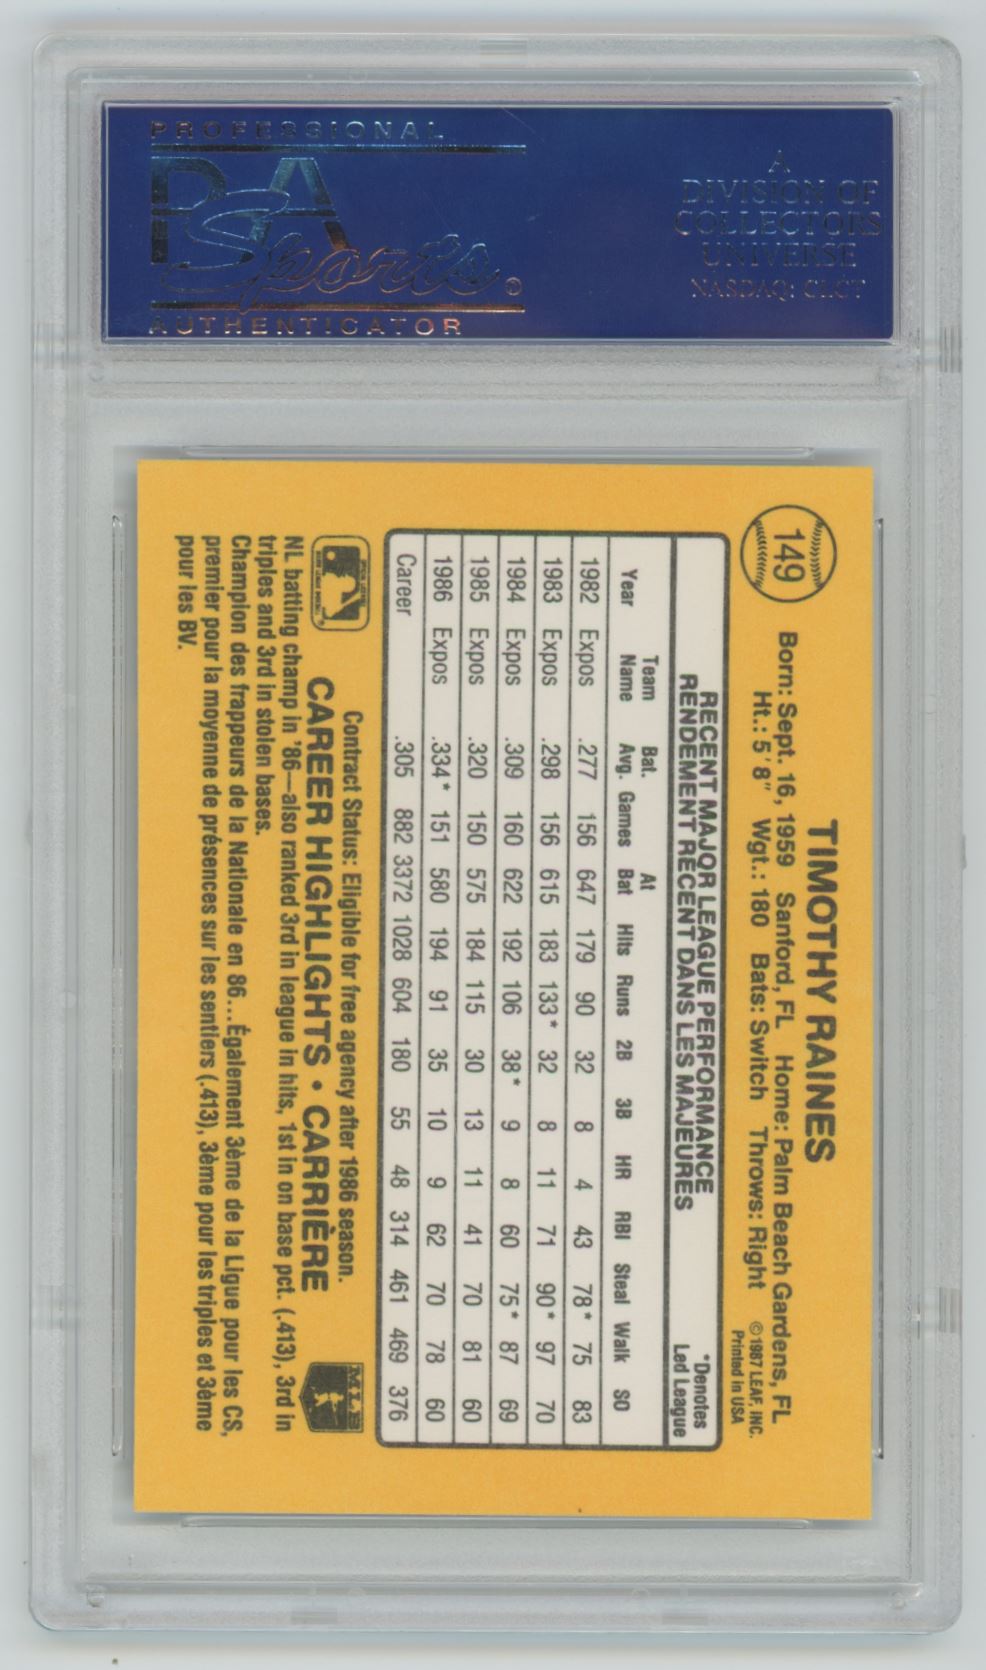 PROFESSIONAL
PSA
Sports®
AUTHENTICATOR
A
DIVISION OF
COLLECTORS
UNIVERSE
NASDAQ: CLCT
149
TIMOTHY RAINES
Born: Sept. 16, 1959 Sanford, FL Home: Palm Beach Gardens, FL
Ht.: 5'8" Wgt.: 180 Bats: Switch Throws: Right
©1987 LEAF, INC.
Printed in USA
RECENT MAJOR LEAGUE PERFORMANCE
RENDEMENT RÉCENT DANS LES MAJEURES
*Denotes
Led League
Year Team Name Bat. Avg. Games At Bat Hits Runs 2B 3B HR RBI Steal Walk SO
1982 Expos .277 156 647 179 90 32 8 4 43 78* 75 83
1983 Expos .298 156 615 183 133* 32 8 11 71 90* 97 70
1984 Expos .309 160 622 192 106 38* 9 8 60 75* 87 69
1985 Expos .320 150 575 184 115 30 13 11 41 70 81 60
1986 Expos .334* 151 580 194 91 35 10 9 62 70 78 60
Career .305 882 3372 1028 604 180 55 48 314 461 469 376
Contract Status: Eligible for free agency after 1986 season.
CAREER HIGHLIGHTS • CARRIÈRE
MLB
NL batting champ in '86—also ranked 3rd in league in hits, 1st in on base pct. (.413), 3rd in
triples and 3rd in stolen bases.
Champion des frappeurs de la Nationale en 86...Également 3ème de la Ligue pour les CS,
premier pour la moyenne de présences sur les sentiers (.413), 3ème pour les triples et 3ème
pour les BV.